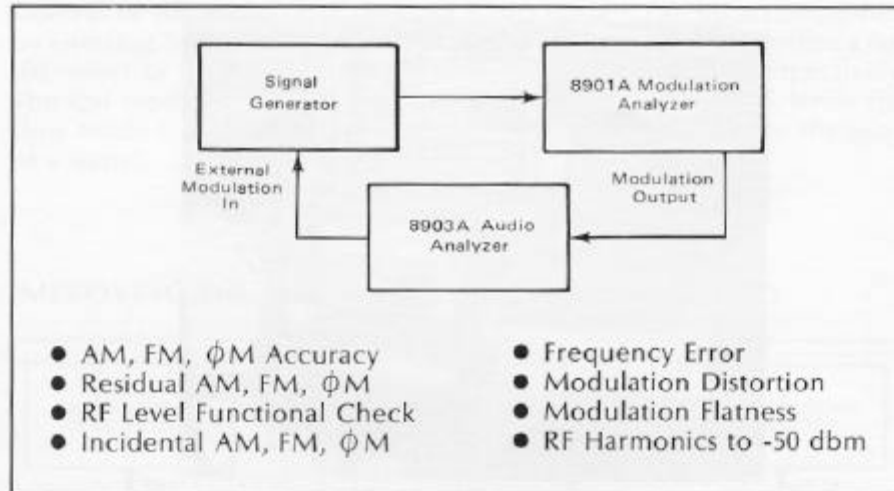 Signal
Generator
8901A Modulation
Analyzer
External
Modulation
In
Modulation
Output
8903A Audio
Analyzer
● AM, FM, ϕM Accuracy
● Residual AM, FM, ϕM
● RF Level Functional Check
● Incidental AM, FM, ϕM
● Frequency Error
● Modulation Distortion
● Modulation Flatness
● RF Harmonics to -50 dbm